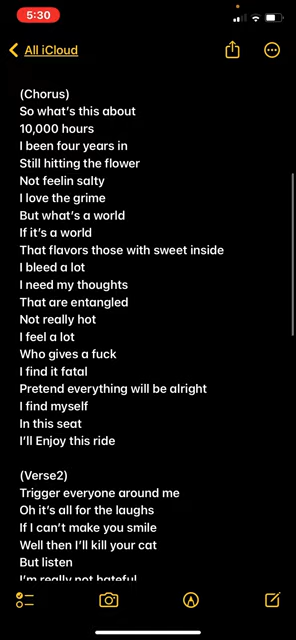 5:30
All iCloud
(Chorus)
So what's this about
10,000 hours
I been four years in
Still hitting the flower
Not feelin salty
I love the grime
But what's a world
If it's a world
That flavors those with sweet inside
I bleed a lot
I need my thoughts
That are entangled
Not really hot
I feel a lot
Who gives a fuck
I find it fatal
Pretend everything will be alright
I find myself
In this seat
I'll Enjoy this ride
(Verse2)
Trigger everyone around me
Oh it's all for the laughs
If I can't make you smile
Well then I'll kill your cat
But listen
I'm really not hateful